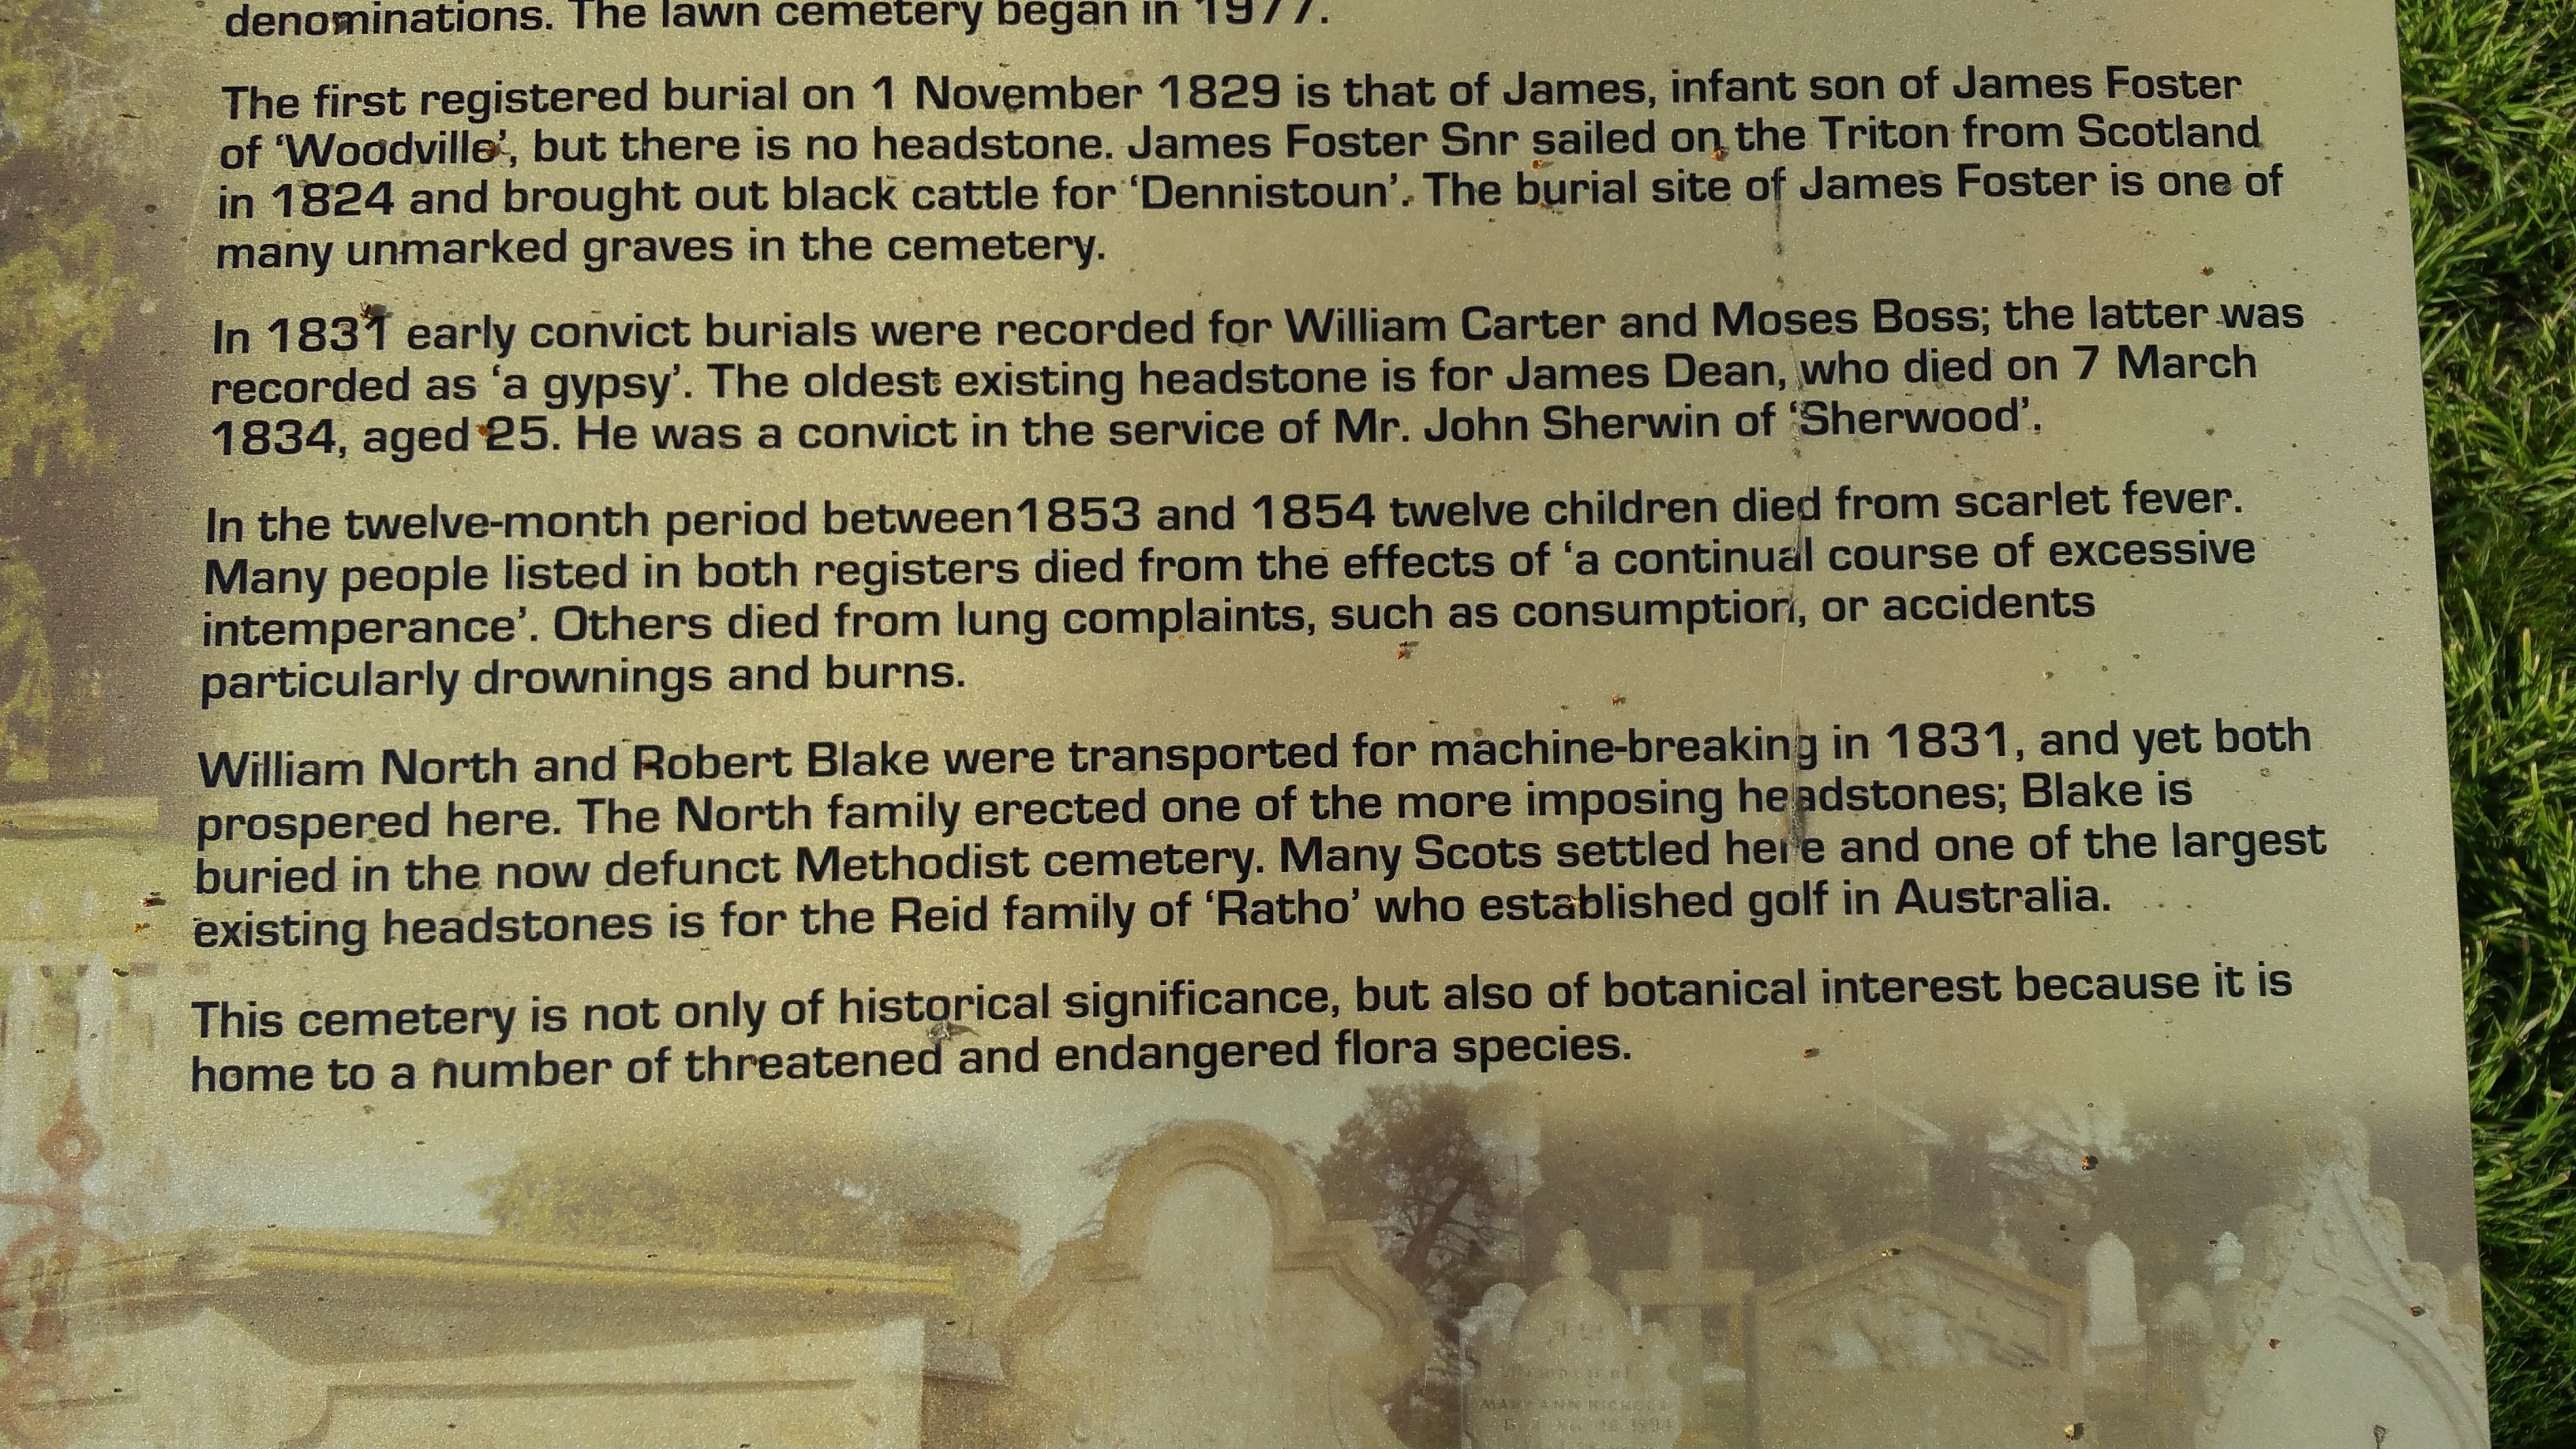 denominations. The lawn cemetery began in 1977.
The first registered burial on 1 November 1829 is that of James, infant son of James Foster
of ‘Woodville’, but there is no headstone. James Foster Snr sailed on the Triton from Scotland
in 1824 and brought out black cattle for ‘Dennistoun’. The burial site of James Foster is one of
many unmarked graves in the cemetery.
In 1831 early convict burials were recorded for William Carter and Moses Boss; the latter was
recorded as ‘a gypsy’. The oldest existing headstone is for James Dean, who died on 7 March
1834, aged 25. He was a convict in the service of Mr. John Sherwin of ‘Sherwood’.
In the twelve-month period between1853 and 1854 twelve children died from scarlet fever.
Many people listed in both registers died from the effects of ‘a continual course of excessive
intemperance’. Others died from lung complaints, such as consumption, or accidents
particularly drownings and burns.
William North and Robert Blake were transported for machine-breaking in 1831, and yet both
prospered here. The North family erected one of the more imposing headstones; Blake is
buried in the now defunct Methodist cemetery. Many Scots settled here and one of the largest
existing headstones is for the Reid family of ‘Ratho’ who established golf in Australia.
This cemetery is not only of historical significance, but also of botanical interest because it is
home to a number of threatened and endangered flora species.
MARY ANN